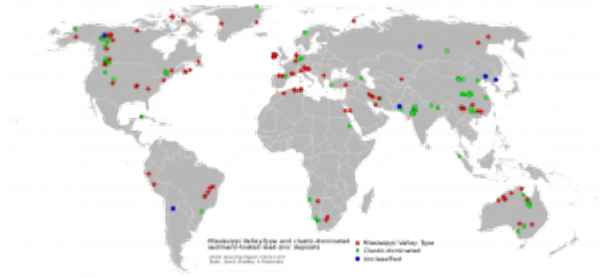 Mississippi Valley-Type and clastic-dominated
sediment-hosted lead-zinc deposits
Mississippi Valley Type
Clastic-dominated
Unclassified